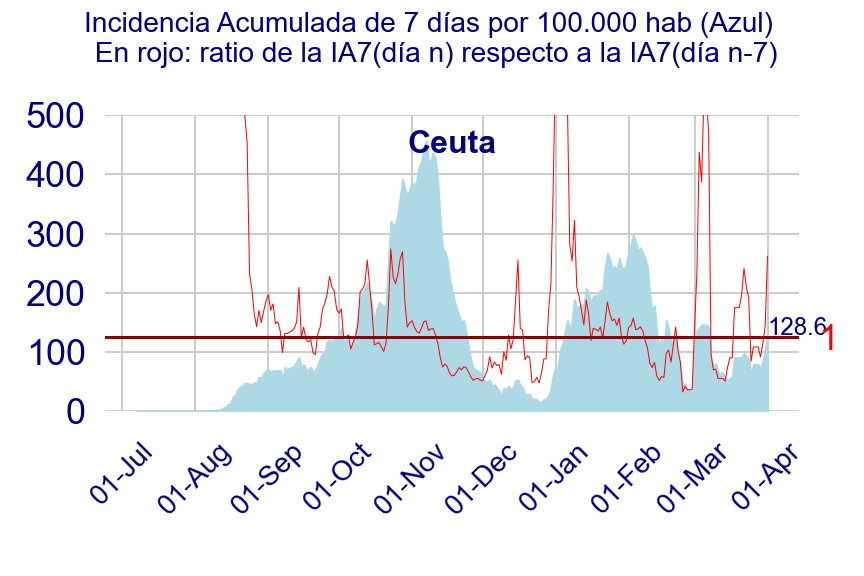 Incidencia Acumulada de 7 días por 100.000 hab (Azul)
En rojo: ratio de la IA7(día n) respecto a la IA7(día n-7)
500
Ceuta
400
300
200
128.6
1
100
0
01-Jul
01-Aug
01-Sep
01-Oct
01-Nov
01-Dec
01-Jan
01-Feb
01-Mar
01-Apr